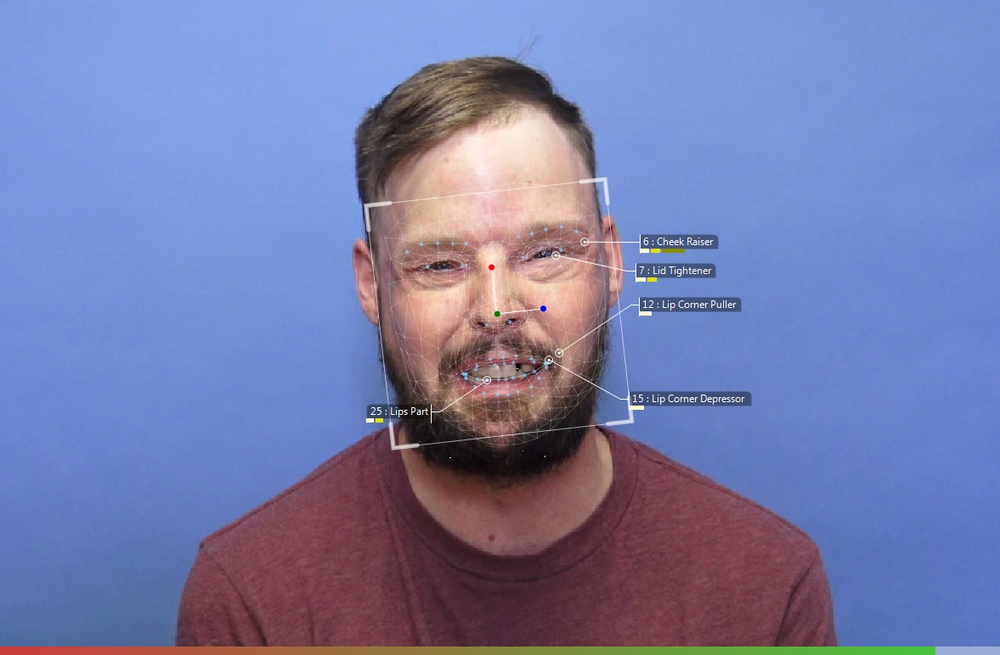 6 : Cheek Raiser
7 : Lid Tightener
12 : Lip Corner Puller
15 : Lip Corner Depressor
25 : Lips Part